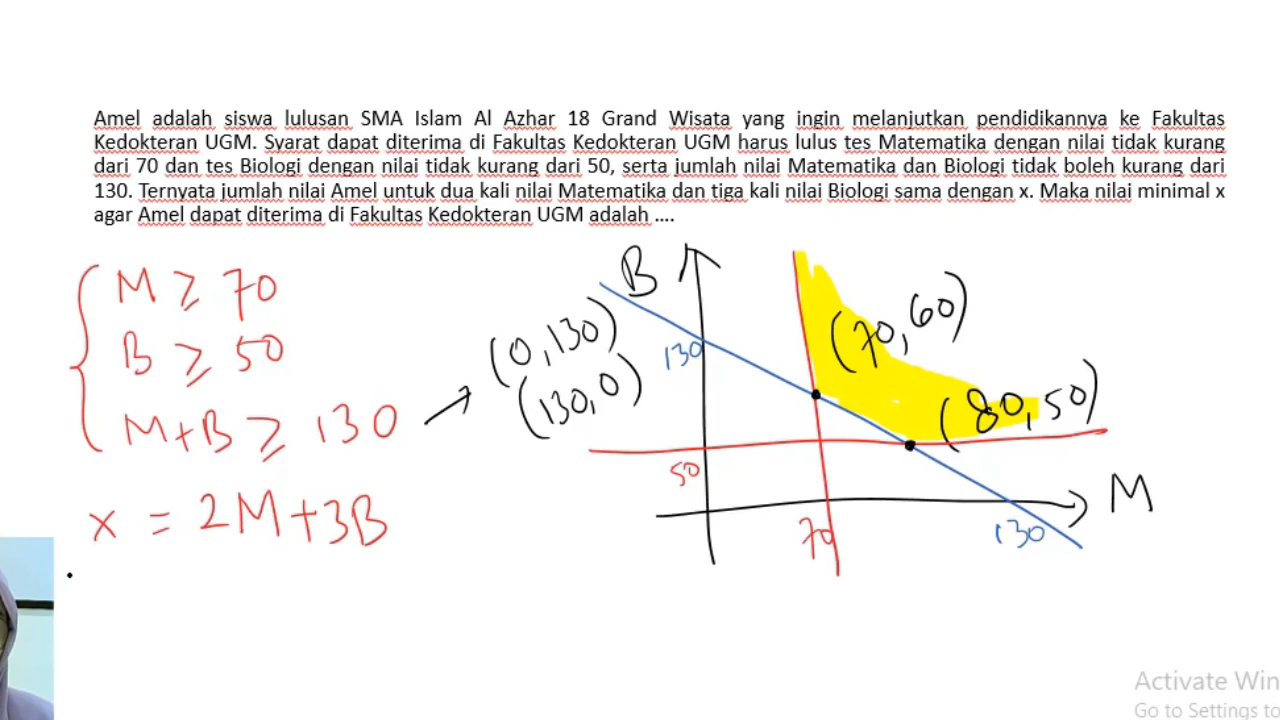 Amel adalah siswa lulusan SMA Islam Al Azhar 18 Grand Wisata yang ingin melanjutkan pendidikannya ke Fakultas
Kedokteran UGM. Syarat dapat diterima di Fakultas Kedokteran UGM harus lulus tes Matematika dengan nilai tidak kurang
dari 70 dan tes Biologi dengan nilai tidak kurang dari 50, serta jumlah nilai Matematika dan Biologi tidak boleh kurang dari
130. Ternyata jumlah nilai Amel untuk dua kali nilai Matematika dan tiga kali nilai Biologi sama dengan x. Maka nilai minimal x
agar Amel dapat diterima di Fakultas Kedokteran UGM adalah ....
M ≥ 70
B ≥ 50
M+B ≥ 130
x = 2M+3B
(0,130)
(130,0)
B
130
50
(70,60)
(80,50)
M
70
130
Activate Win
Go to Settings to